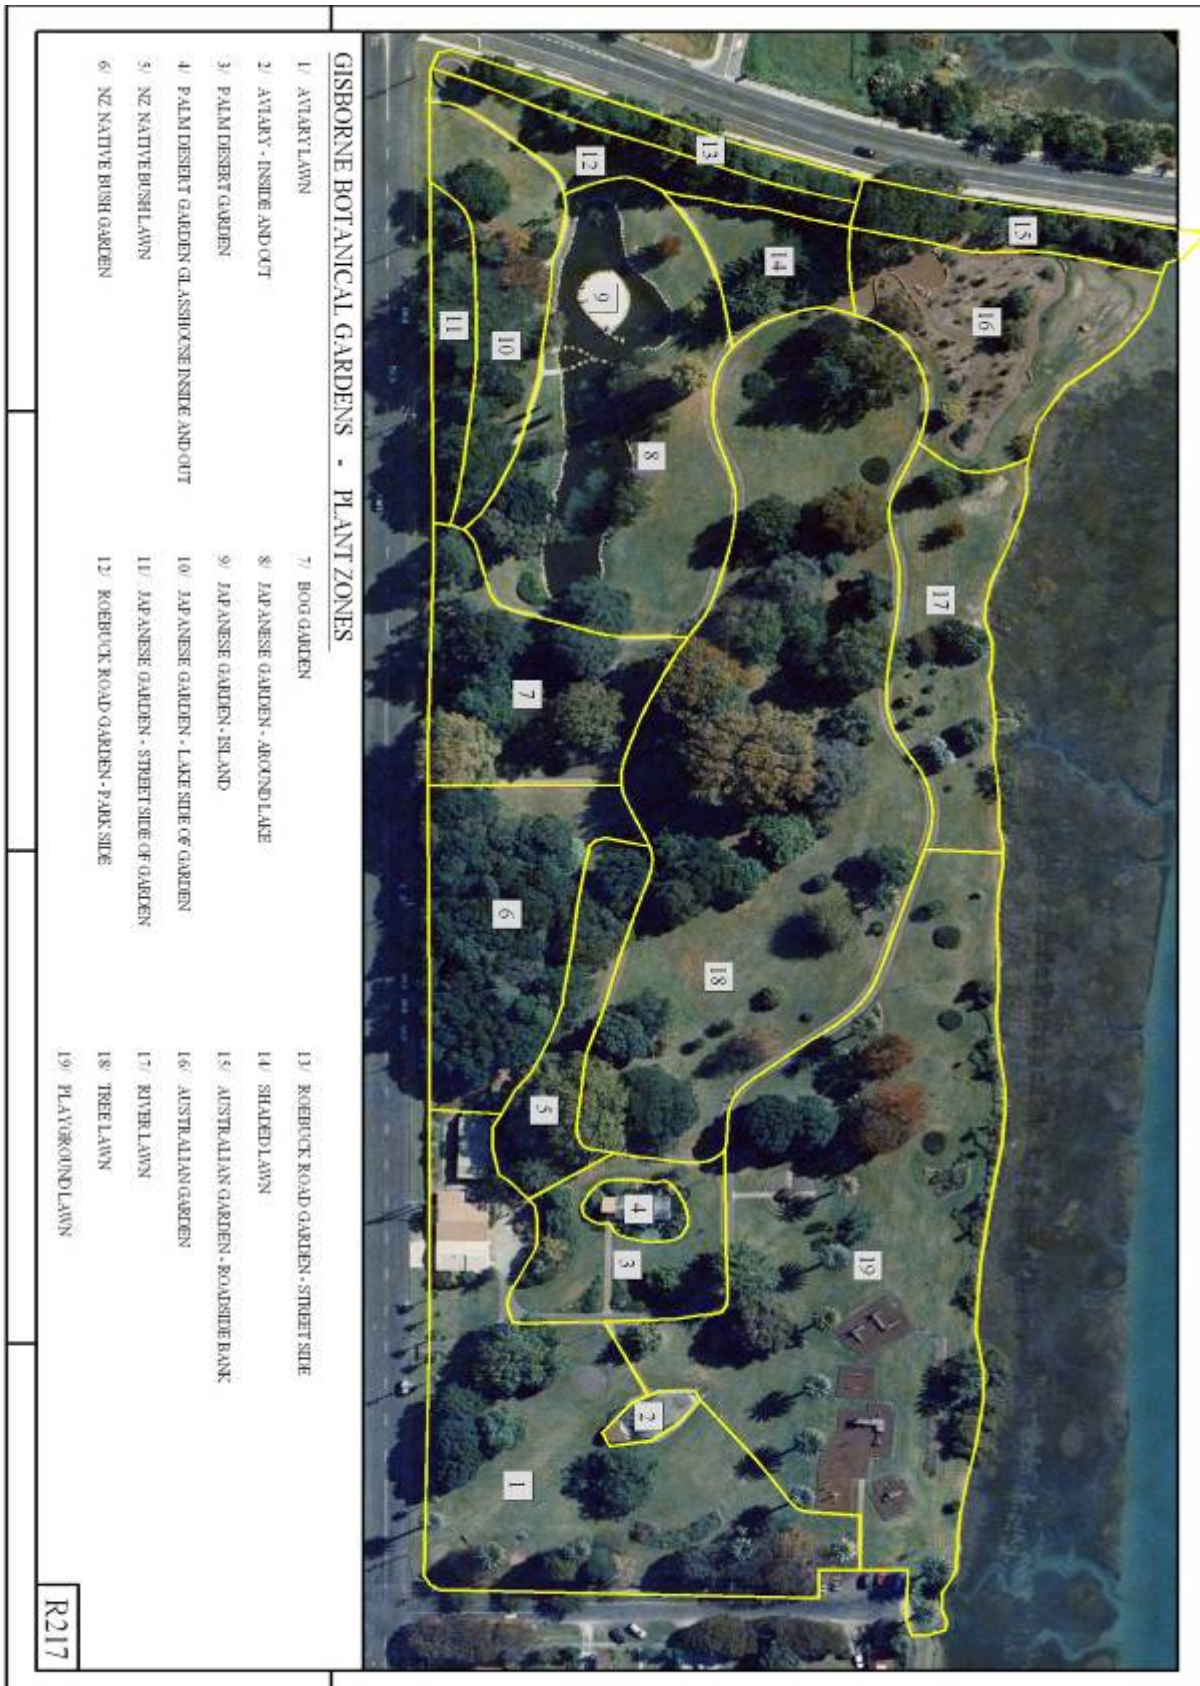 GISBORNE BOTANICAL GARDENS - PLANT ZONES
1/ AVIARY LAWN
2/ AVIARY - INSIDE AND OUT
3/ PALM DESERT GARDEN
4/ PALM DESERT GARDEN GLASSHOUSE INSIDE AND OUT
5/ NZ NATIVE BUSH LAWN
6/ NZ NATIVE BUSH GARDEN
7/ BOG GARDEN
8/ JAPANESE GARDEN - AROUND LAKE
9/ JAPANESE GARDEN - ISLAND
10/ JAPANESE GARDEN - LAKE SIDE OF GARDEN
11/ JAPANESE GARDEN - STREET SIDE OF GARDEN
12/ ROEBUCK ROAD GARDEN - PARK SIDE
13/ ROEBUCK ROAD GARDEN - STREET SIDE
14/ SHADED LAWN
15/ AUSTRALIAN GARDEN - ROADSIDE BANK
16/ AUSTRALIAN GARDEN
17/ RIVER LAWN
18/ TREE LAWN
19/ PLAYGROUND LAWN
R217
15
13
12
14
16
9
11
10
8
17
7
6
18
5
4
3
19
2
1